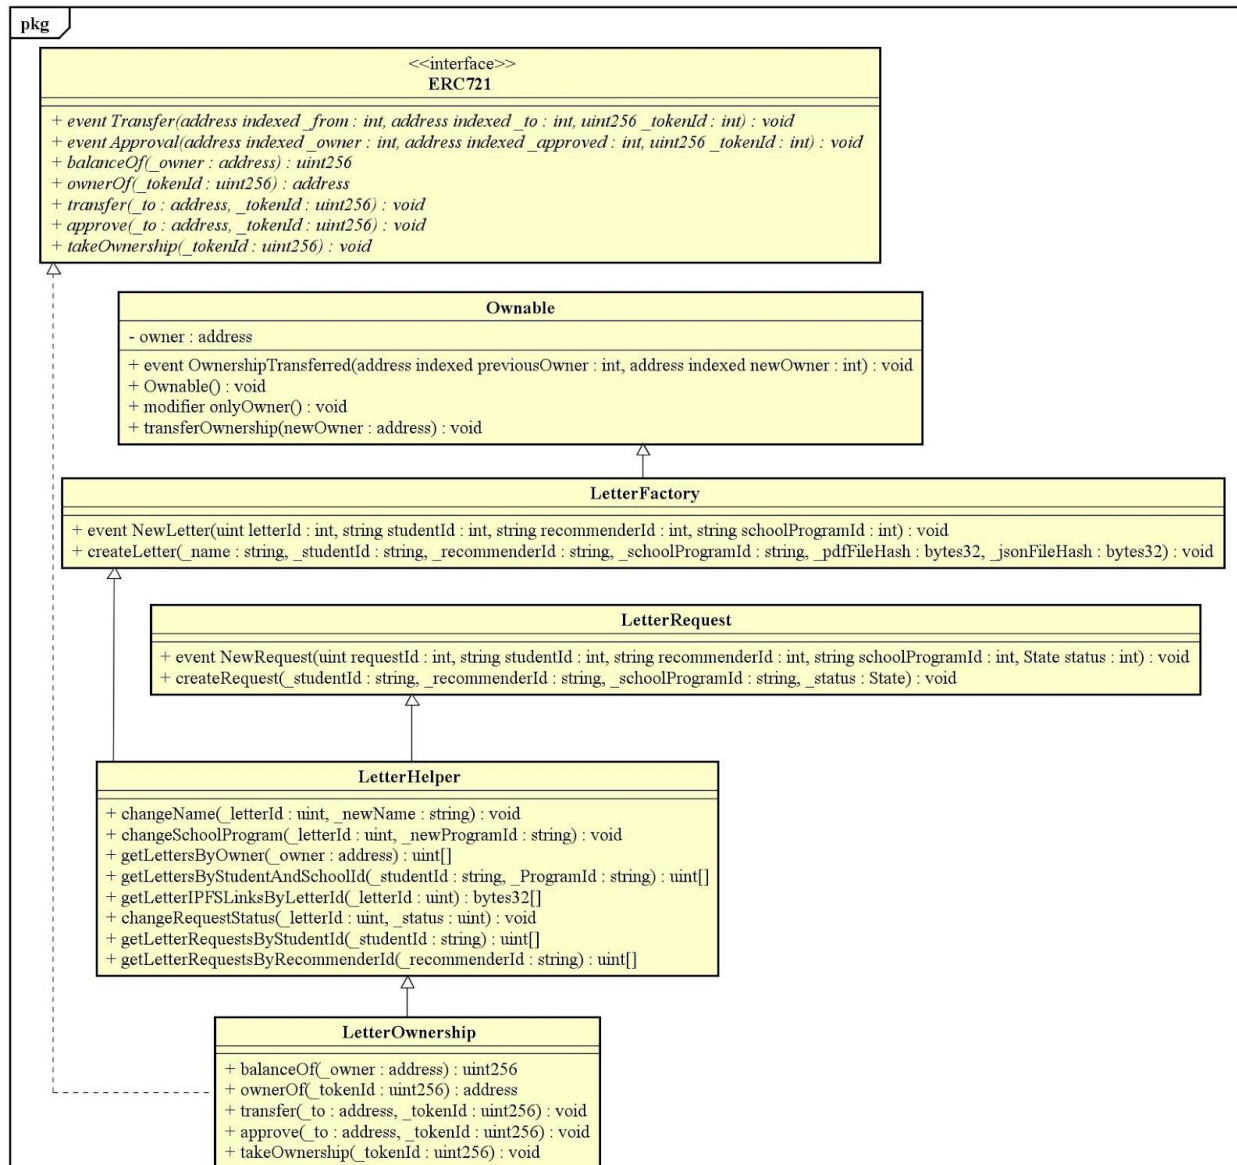 pkg
<<interface>>
ERC721
+ event Transfer(address indexed _from : int, address indexed _to : int, uint256 _tokenId : int) : void
+ event Approval(address indexed _owner : int, address indexed _approved : int, uint256 _tokenId : int) : void
+ balanceOf(_owner : address) : uint256
+ ownerOf(_tokenId : uint256) : address
+ transfer(_to : address, _tokenId : uint256) : void
+ approve(_to : address, _tokenId : uint256) : void
+ takeOwnership(_tokenId : uint256) : void
Ownable
- owner : address
+ event OwnershipTransferred(address indexed previousOwner : int, address indexed newOwner : int) : void
+ Ownable() : void
+ modifier onlyOwner() : void
+ transferOwnership(newOwner : address) : void
LetterFactory
+ event NewLetter(uint letterId : int, string studentId : int, string recommenderId : int, string schoolProgramId : int) : void
+ createLetter(_name : string, _studentId : string, _recommenderId : string, _schoolProgramId : string, _pdfFileHash : bytes32, _jsonFileHash : bytes32) : void
LetterRequest
+ event NewRequest(uint requestId : int, string studentId : int, string recommenderId : int, string schoolProgramId : int, State status : int) : void
+ createRequest(_studentId : string, _recommenderId : string, _schoolProgramId : string, _status : State) : void
LetterHelper
+ changeName(_letterId : uint, _newName : string) : void
+ changeSchoolProgram(_letterId : uint, _newProgramId : string) : void
+ getLettersByOwner(_owner : address) : uint[]
+ getLettersByStudentAndSchoolId(_studentId : string, _ProgramId : string) : uint[]
+ getLetterIPFSLinksByLetterId(_letterId : uint) : bytes32[]
+ changeRequestStatus(_letterId : uint, _status : uint) : void
+ getLetterRequestsByStudentId(_studentId : string) : uint[]
+ getLetterRequestsByRecommenderId(_recommenderId : string) : uint[]
LetterOwnership
+ balanceOf(_owner : address) : uint256
+ ownerOf(_tokenId : uint256) : address
+ transfer(_to : address, _tokenId : uint256) : void
+ approve(_to : address, _tokenId : uint256) : void
+ takeOwnership(_tokenId : uint256) : void